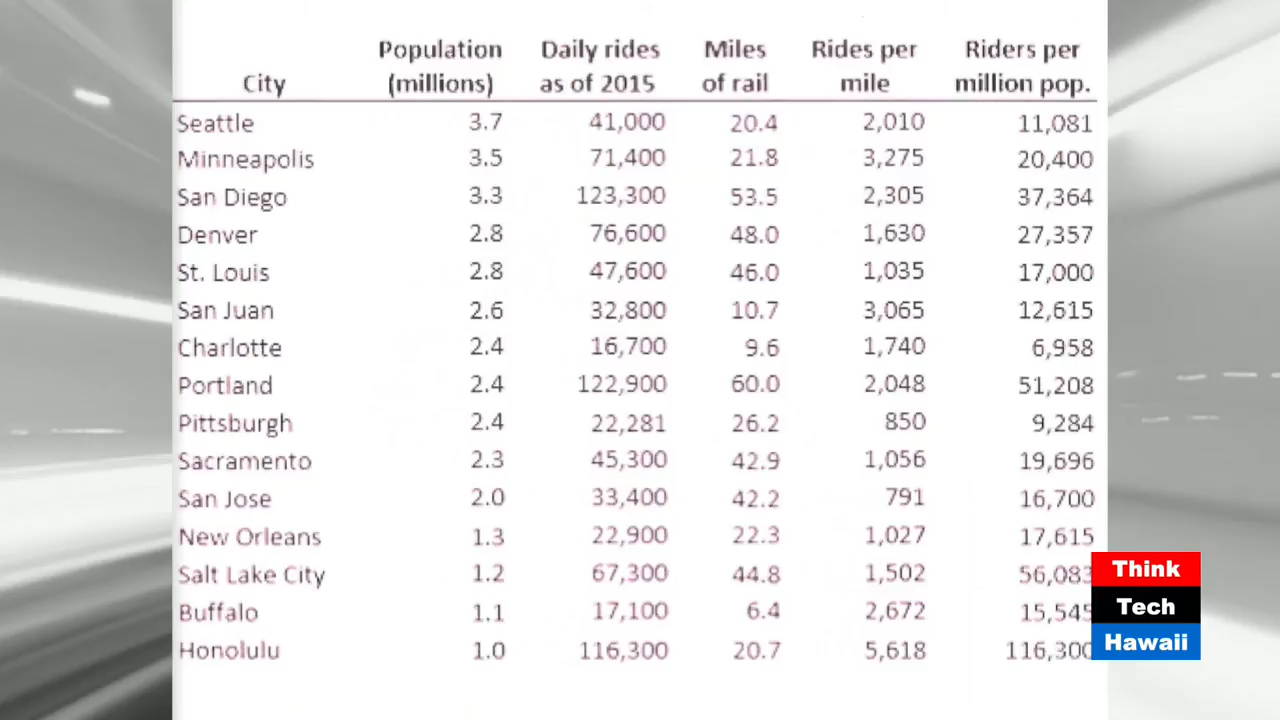 Population Daily rides Miles Rides per Riders per
City (millions) as of 2015 of rail mile million pop.
Seattle 3.7 41,000 20.4 2,010 11,081
Minneapolis 3.5 71,400 21.8 3,275 20,400
San Diego 3.3 123,300 53.5 2,305 37,364
Denver 2.8 76,600 48.0 1,630 27,357
St. Louis 2.8 47,600 46.0 1,035 17,000
San Juan 2.6 32,800 10.7 3,065 12,615
Charlotte 2.4 16,700 9.6 1,740 6,958
Portland 2.4 122,900 60.0 2,048 51,208
Pittsburgh 2.4 22,281 26.2 850 9,284
Sacramento 2.3 45,300 42.9 1,056 19,696
San Jose 2.0 33,400 42.2 791 16,700
New Orleans 1.3 22,900 22.3 1,027 17,615
Salt Lake City 1.2 67,300 44.8 1,502 56,083
Buffalo 1.1 17,100 6.4 2,672 15,545
Honolulu 1.0 116,300 20.7 5,618 116,300
Think
Tech
Hawaii